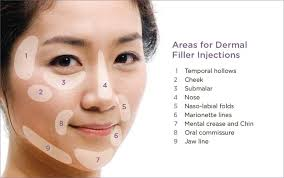 Areas for Dermal
Filler Injections
1 Temporal hollows
2 Cheek
3 Submalar
4 Nose
5 Naso-labial folds
6 Marionette lines
7 Mental crease and Chin
8 Oral commissure
9 Jaw line
1
2
3
4
5
8
6
7
9